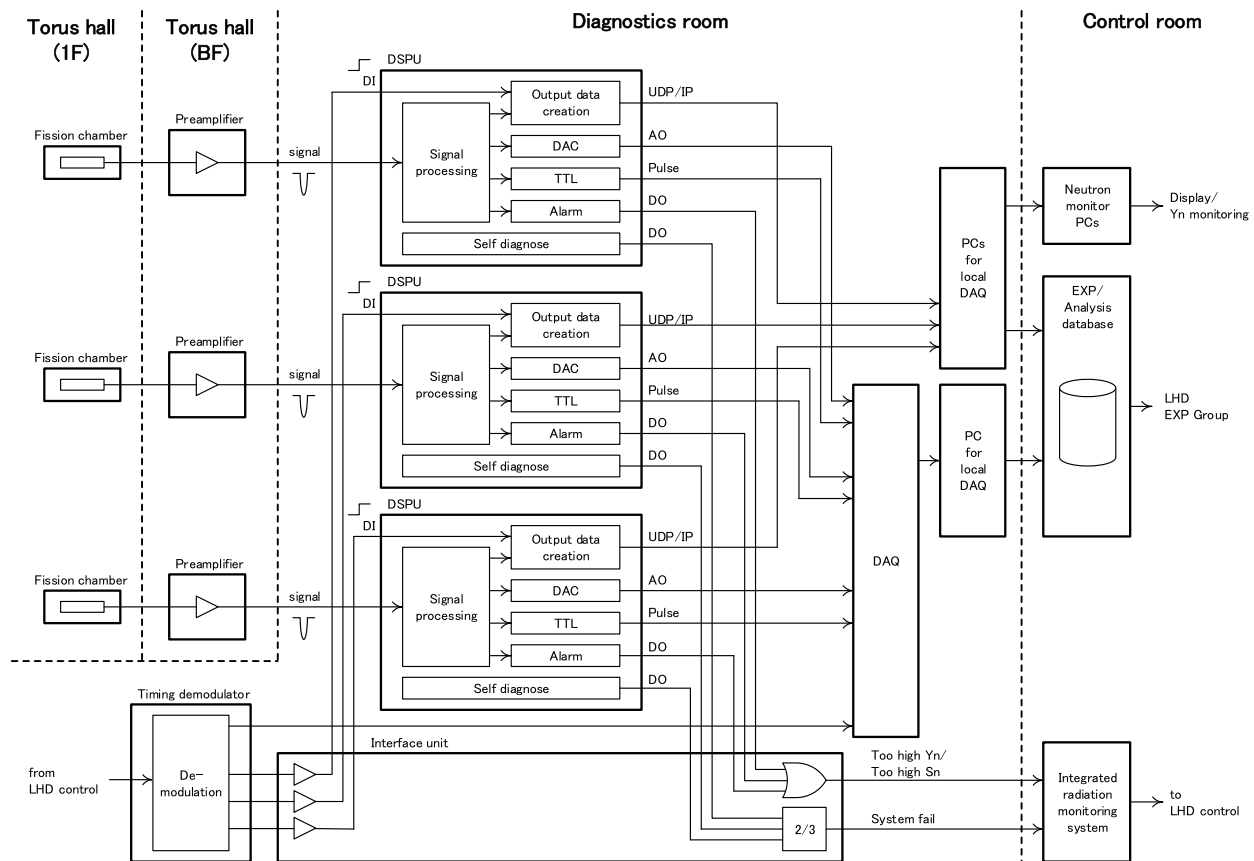 Torus hall
(1F)
Torus hall
(BF)
Diagnostics room
Control room
DSPU
DI
Fission chamber
Preamplifier
signal
Signal
processing
Output data
creation
DAC
TTL
Alarm
Self diagnose
UDP/IP
AO
Pulse
DO
DO
DSPU
DI
Fission chamber
Preamplifier
signal
Signal
processing
Output data
creation
DAC
TTL
Alarm
Self diagnose
UDP/IP
AO
Pulse
DO
DO
DSPU
DI
Fission chamber
Preamplifier
signal
Signal
processing
Output data
creation
DAC
TTL
Alarm
Self diagnose
UDP/IP
AO
Pulse
DO
DO
PCs
for
local
DAQ
Neutron
monitor
PCs
Display/
Yn monitoring
EXP/
Analysis
database
LHD
EXP Group
DAQ
PC
for
local
DAQ
Timing demodulator
from
LHD control
De-
modulation
Interface unit
2/3
Too high Yn/
Too high Sn
System fail
Integrated
radiation
monitoring
system
to
LHD control